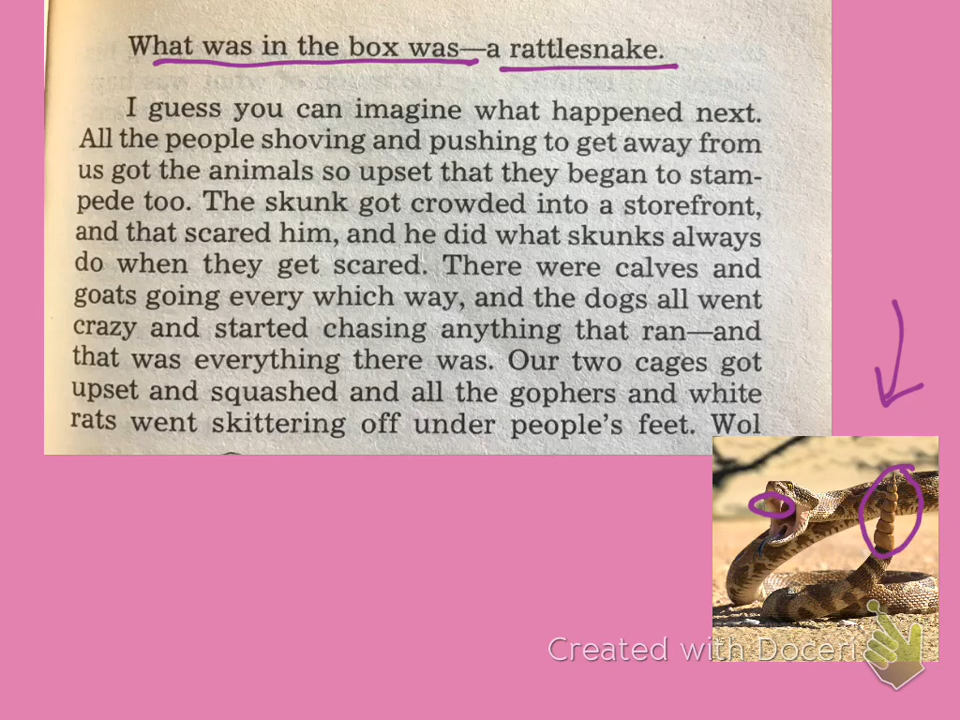 What was in the box was—a rattlesnake.
I guess you can imagine what happened next.
All the people shoving and pushing to get away from
us got the animals so upset that they began to stam-
pede too. The skunk got crowded into a storefront,
and that scared him, and he did what skunks always
do when they get scared. There were calves and
goats going every which way, and the dogs all went
crazy and started chasing anything that ran—and
that was everything there was. Our two cages got
upset and squashed and all the gophers and white
rats went skittering off under people's feet. Wol
Created with Doceri